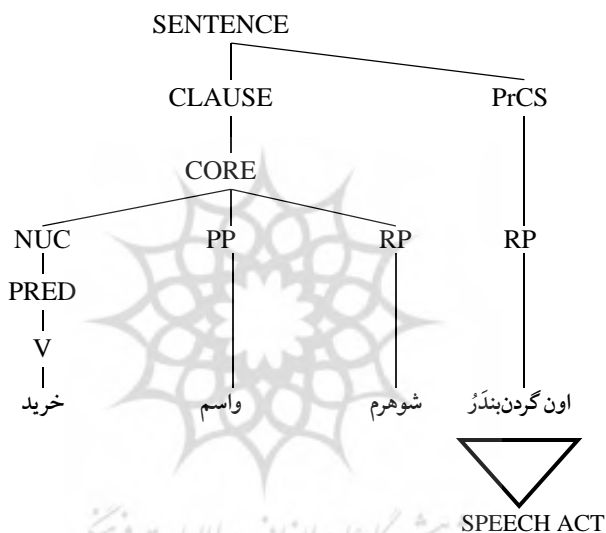 SENTENCE
CLAUSE PrCS
CORE
NUC PP RP RP
PRED
V
اون گردن‌بندَرُ شوهرم واسم خرید
SPEECH ACT